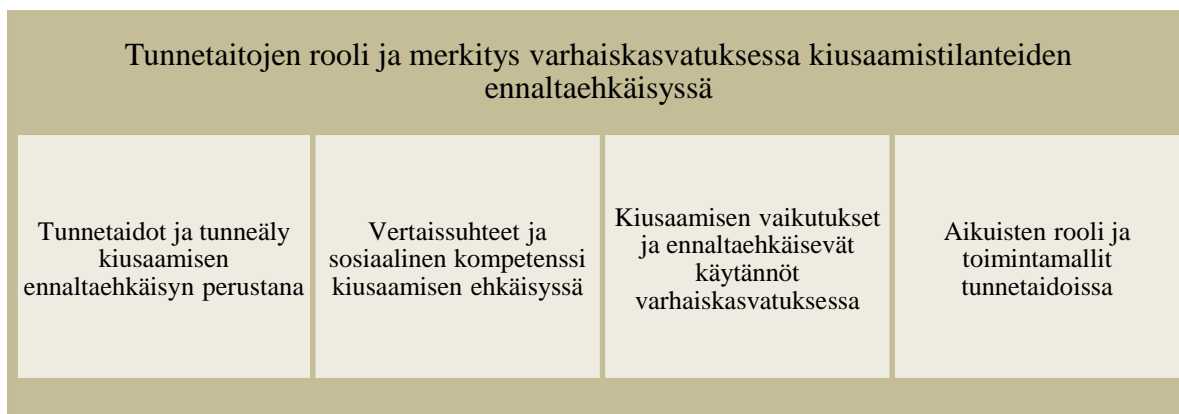 Tunnetaitojen rooli ja merkitys varhaiskasvatuksessa kiusaamistilanteiden
ennaltaehkäisyssä
Tunnetaidot ja tunneäly
kiusaamisen
ennaltaehkäisyn perustana
Vertaissuhteet ja
sosiaalinen kompetenssi
kiusaamisen ehkäisyssä
Kiusaamisen vaikutukset
ja ennaltaehkäisevät
käytännöt
varhaiskasvatuksessa
Aikuisten rooli ja
toimintamallit
tunnetaidoissa